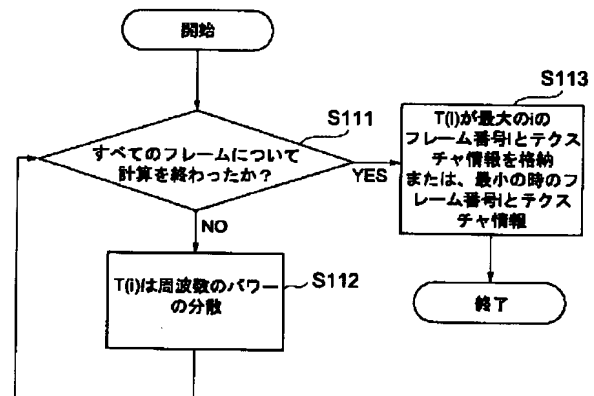 開始
S111
すべてのフレームについて
計算を終わったか？
YES
NO
S112
T(i)は周波数のパワー
の分散
S113
T(i)が最大のiの
フレーム番号iとテクス
チャ情報を格納
または、最小の時のフ
レーム番号iとテクス
チャ情報
終了